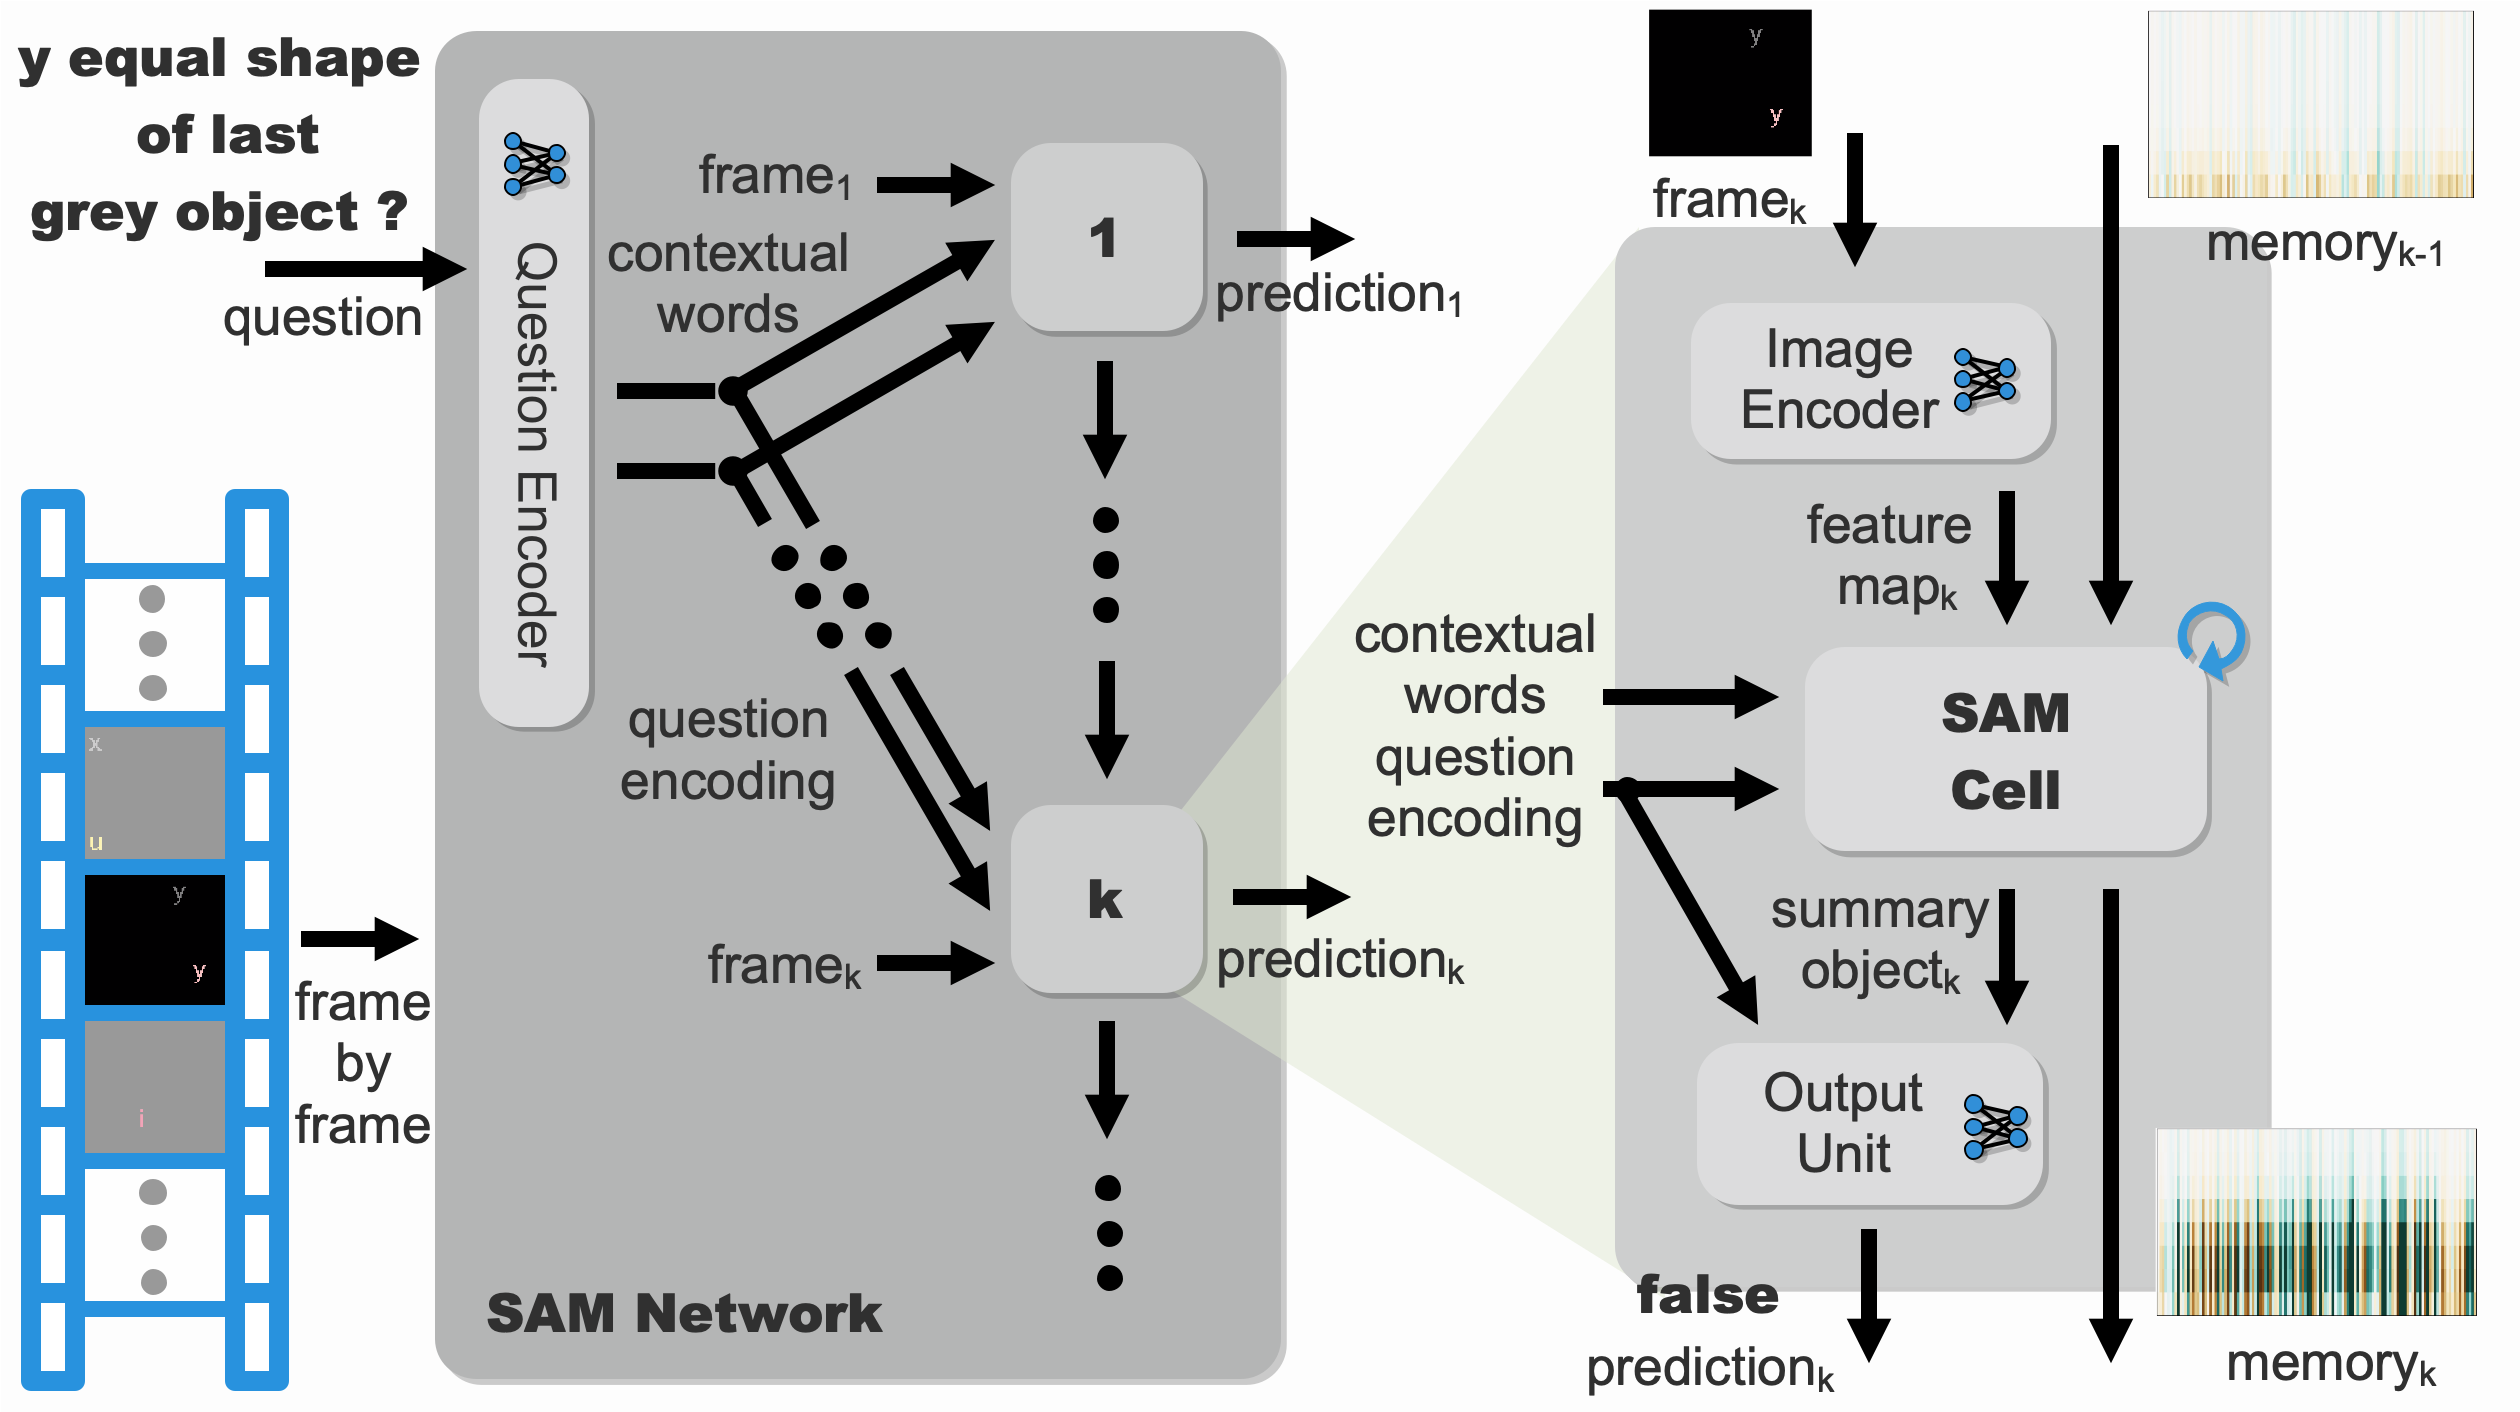 y equal shape
of last
grey object ?
question
Question Encoder
frame1
contextual
words
1
prediction1
question
encoding
framek
k
predictionk
SAM Network
x
u
y
y
i
frame
by
frame
y
y
framek
memoryk-1
Image
Encoder
feature
mapk
contextual
words
question
encoding
SAM
Cell
summary
objectk
Output
Unit
false
predictionk
memoryk